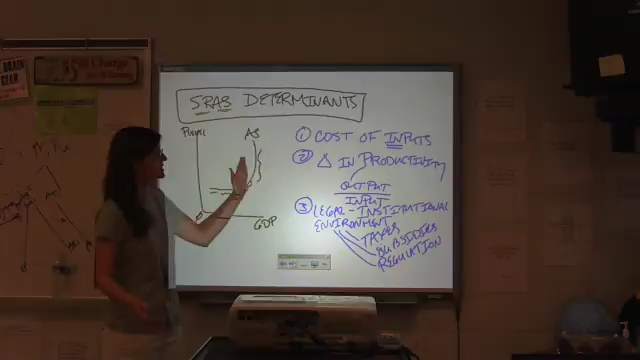 SRAS DETERMINANTS
AS
GDP
① COST OF INPUTS
② Δ IN PRODUCTIVITY
OUTPUT
INPUT
③ LEGAL - INSTITUTIONAL
ENVIRONMENT
TAXES
SUBSIDIES
REGULATION